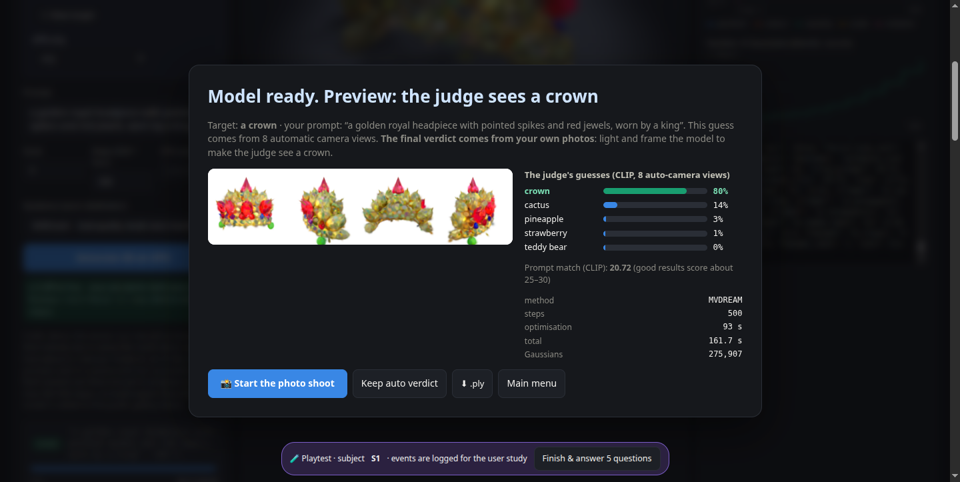 Model ready. Preview: the judge sees a crown
Target: a crown · your prompt: “a golden royal headpiece with pointed spikes and red jewels, worn by a king”. This guess
comes from 8 automatic camera views. The final verdict comes from your own photos: light and frame the model to
make the judge see a crown.
The judge's guesses (CLIP, 8 auto-camera views)
crown 80%
cactus 14%
pineapple 3%
strawberry 1%
teddy bear 0%
Prompt match (CLIP): 20.72 (good results score about
25–30)
method MVDREAM
steps 500
optimisation 93 s
total 161.7 s
Gaussians 275,907
📸 Start the photo shoot Keep auto verdict ⬇ .ply Main menu
🧪 Playtest · subject S1 · events are logged for the user study Finish & answer 5 questions